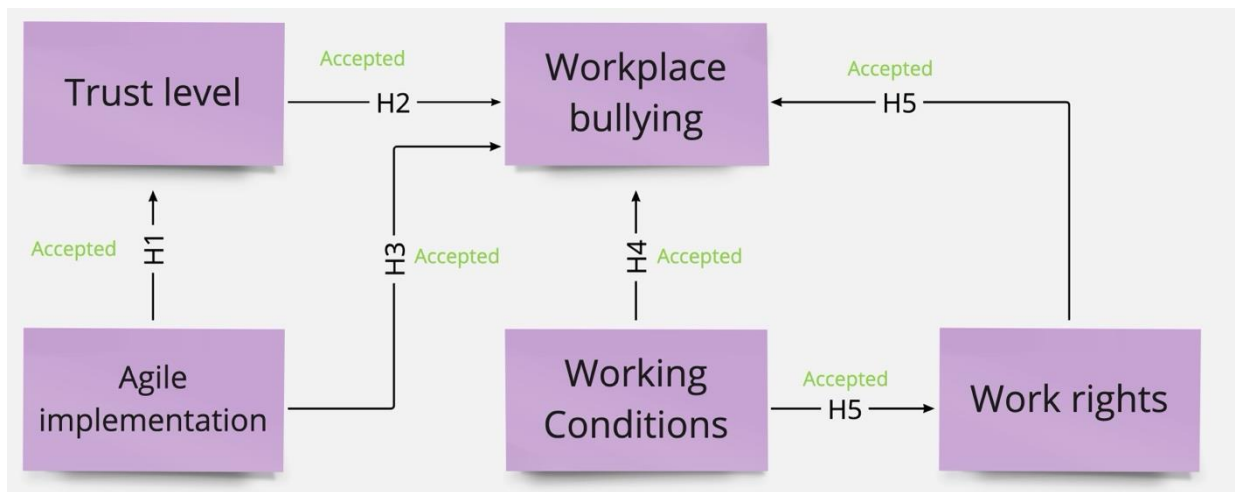 Trust level
Accepted
H2
Workplace
bullying
Accepted
H5
Accepted
H1
H3
Accepted
H4
Accepted
Agile
implementation
Working
Conditions
Accepted
H5
Work rights